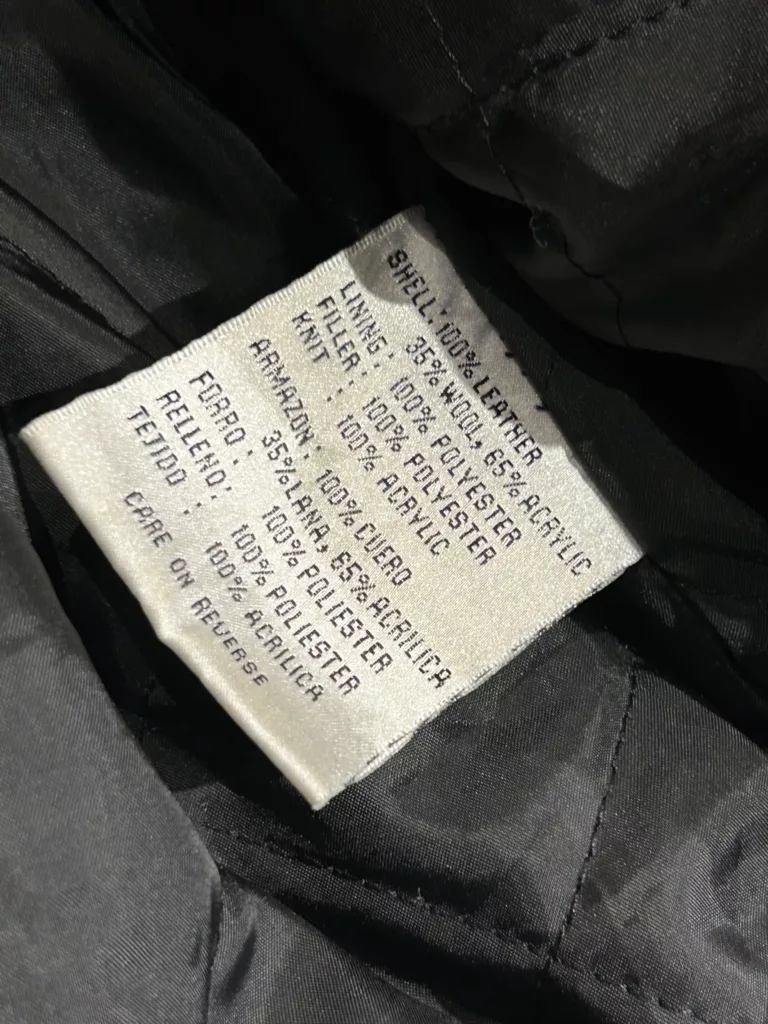 SHELL: 100% LEATHER
35% WOOL, 65% ACRYLIC
LINING: 100% POLYESTER
FILLER: 100% POLYESTER
KNIT : 100% ACRYLIC
ARMAZON: 100% CUERO
35% LANA, 65% ACRILICA
FORRO: 100% POLIESTER
RELLENO: 100% POLIESTER
TEJIDO : 100% ACRILICA
CARE ON REVERSE